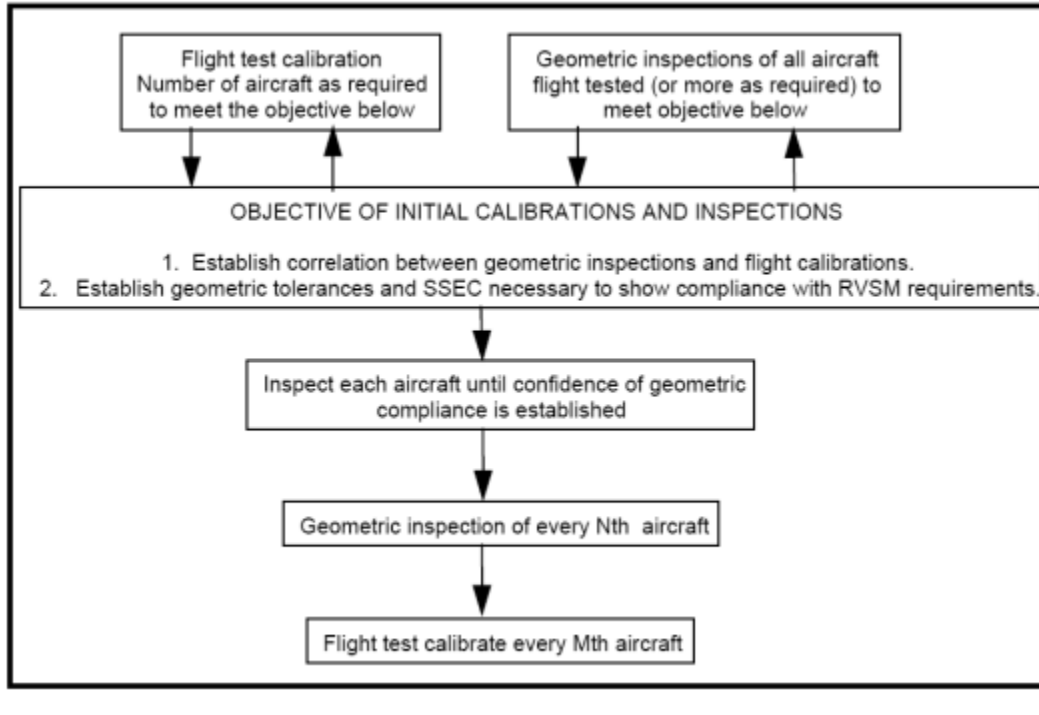 Flight test calibration
Number of aircraft as required
to meet the objective below
Geometric inspections of all aircraft
flight tested (or more as required) to
meet objective below
OBJECTIVE OF INITIAL CALIBRATIONS AND INSPECTIONS
1. Establish correlation between geometric inspections and flight calibrations.
2. Establish geometric tolerances and SSEC necessary to show compliance with RVSM requirements.
Inspect each aircraft until confidence of geometric
compliance is established
Geometric inspection of every Nth aircraft
Flight test calibrate every Mth aircraft